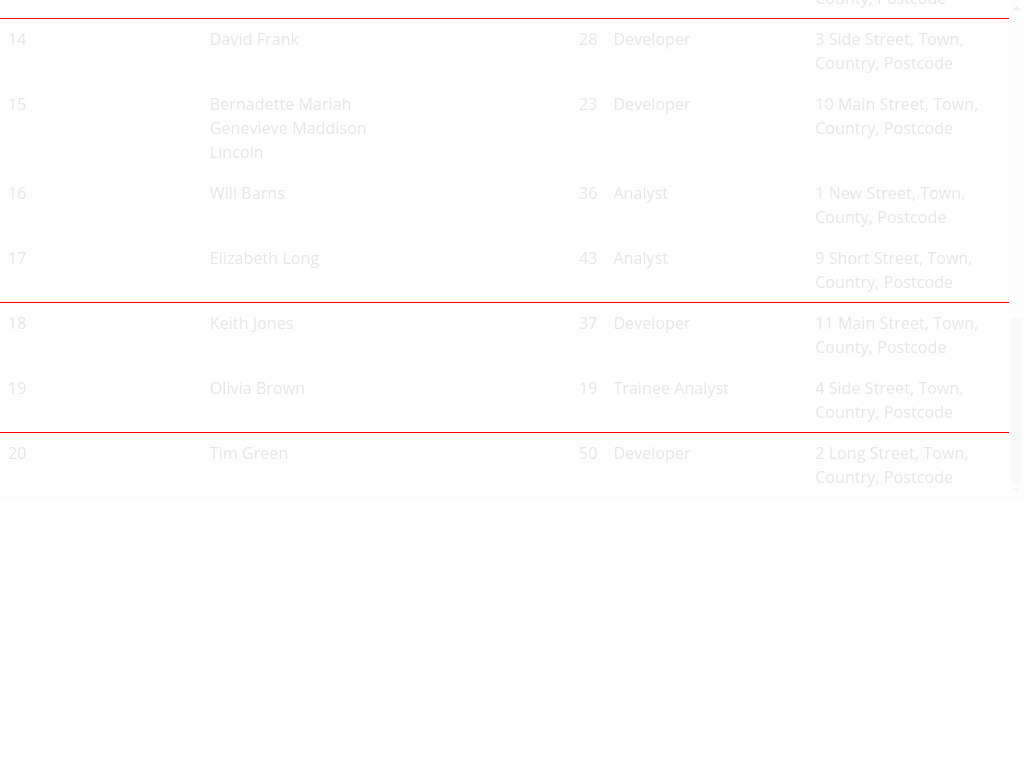 County, Postcode
14 David Frank 28 Developer 3 Side Street, Town,
Country, Postcode
15 Bernadette Mariah 23 Developer 10 Main Street, Town,
Genevieve Maddison Country, Postcode
Lincoln
16 Will Barns 36 Analyst 1 New Street, Town,
County, Postcode
17 Elizabeth Long 43 Analyst 9 Short Street, Town,
Country, Postcode
18 Keith Jones 37 Developer 11 Main Street, Town,
County, Postcode
19 Olivia Brown 19 Trainee Analyst 4 Side Street, Town,
Country, Postcode
20 Tim Green 50 Developer 2 Long Street, Town,
Country, Postcode